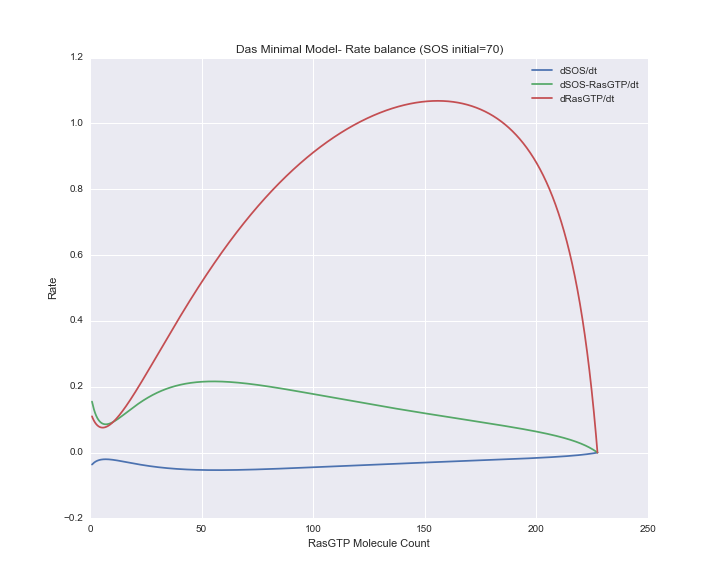 Das Minimal Model- Rate balance (SOS initial=70)
1.2
1.0
0.8
0.6
0.4
0.2
0.0
−0.2
Rate
dSOS/dt
dSOS-RasGTP/dt
dRasGTP/dt
0 50 100 150 200 250
RasGTP Molecule Count